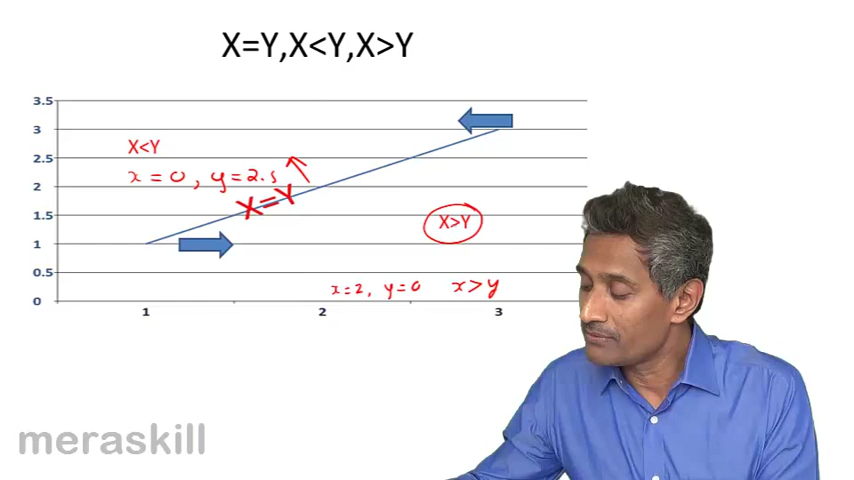 X=Y,X<Y,X>Y
3.5
3
X<Y
2.5
x=0, y=2.5
2
X=Y
1.5
X>Y
1
0.5
x=2, y=0 x>y
0
1 2 3
meraskill